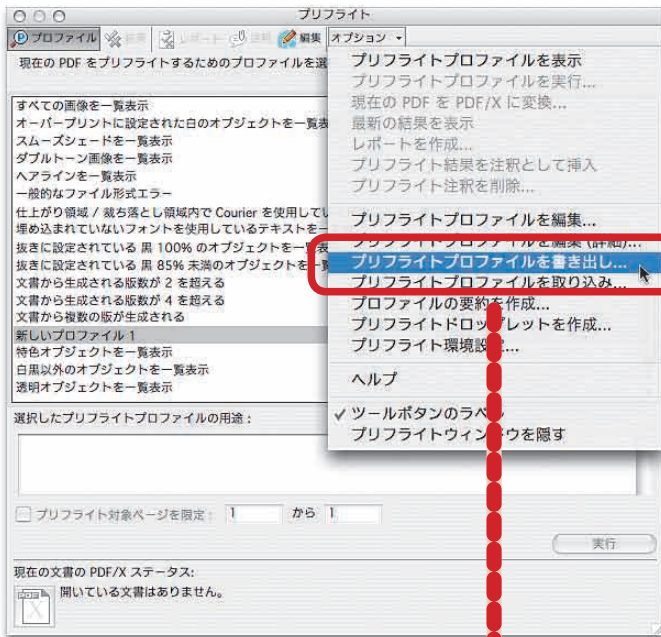 プリフライト
プロファイル 編集 オプション
現在の PDF をプリフライトするためのプロファイルを選
すべての画像を一覧表示
オーバープリントに設定された白のオブジェクトを一覧表
スムーズシェードを一覧表示
ダブルトーン画像を一覧表示
ヘアラインを一覧表示
一般的なファイル形式エラー
仕上がり領域 / 裁ち落とし領域内で Courier を使用してい
埋め込まれていないフォントを使用しているテキストを一
抜きに設定されている 黒 100% のオブジェクトを一覧表
抜きに設定されている 黒 85% 未満のオブジェクトを一覧
文書から生成される版数が 2 を超える
文書から生成される版数が 4 を超える
文書から複数の版が生成される
新しいプロファイル 1
特色オブジェクトを一覧表示
白黒以外のオブジェクトを一覧表示
透明オブジェクトを一覧表示
選択したプリフライトプロファイルの用途：
プリフライト対象ページを限定： 1 から 1
実行
現在の文書の PDF/X ステータス:
開いている文書はありません。
プリフライトプロファイルを表示
プリフライトプロファイルを実行...
現在の PDF を PDF/X に変換...
最新の結果を表示
レポートを作成...
プリフライト結果を注釈として挿入
プリフライト注釈を削除...
プリフライトプロファイルを編集...
プリフライトプロファイルを編集 (詳細)...
プリフライトプロファイルを書き出し...
プリフライトプロファイルを取り込み...
プロファイルの要約を作成...
プリフライトドロップレットを作成...
プリフライト環境設定...
ヘルプ
ツールボタンのラベル
プリフライトウィンドウを隠す